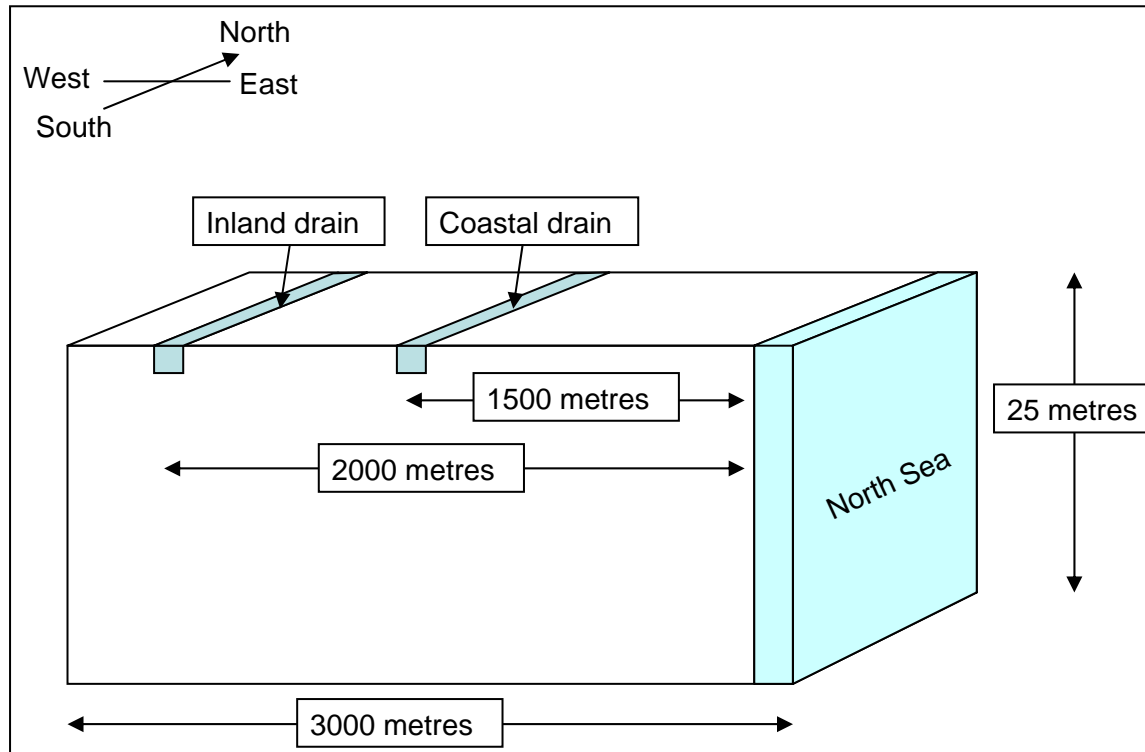 North
West
East
South
Inland drain
Coastal drain
1500 metres
25 metres
2000 metres
North Sea
3000 metres